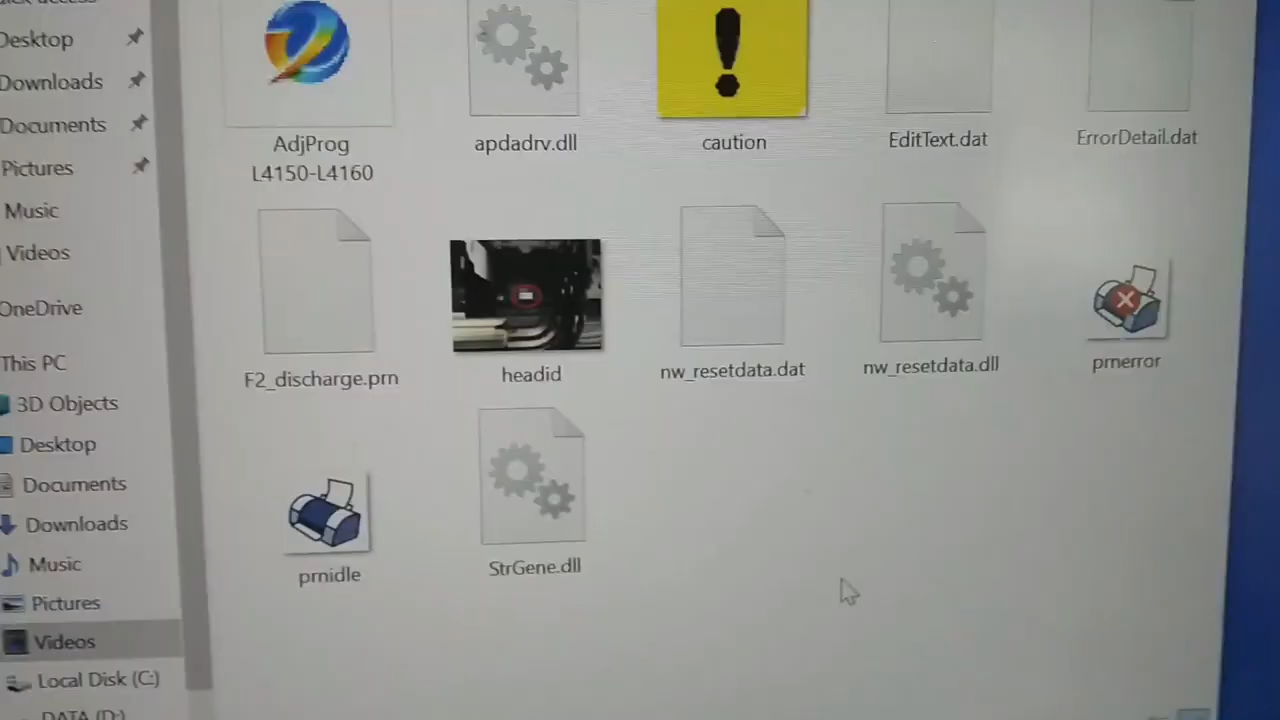 Desktop
Downloads
Documents
Pictures
Music
Videos
OneDrive
This PC
3D Objects
Desktop
Documents
Downloads
Music
Pictures
Videos
Local Disk (C:)
DATA (D:)
AdjProg
L4150-L4160
apdadrv.dll
caution
EditText.dat
ErrorDetail.dat
F2_discharge.prn
headid
nw_resetdata.dat
nw_resetdata.dll
prnerror
prnidle
StrGene.dll